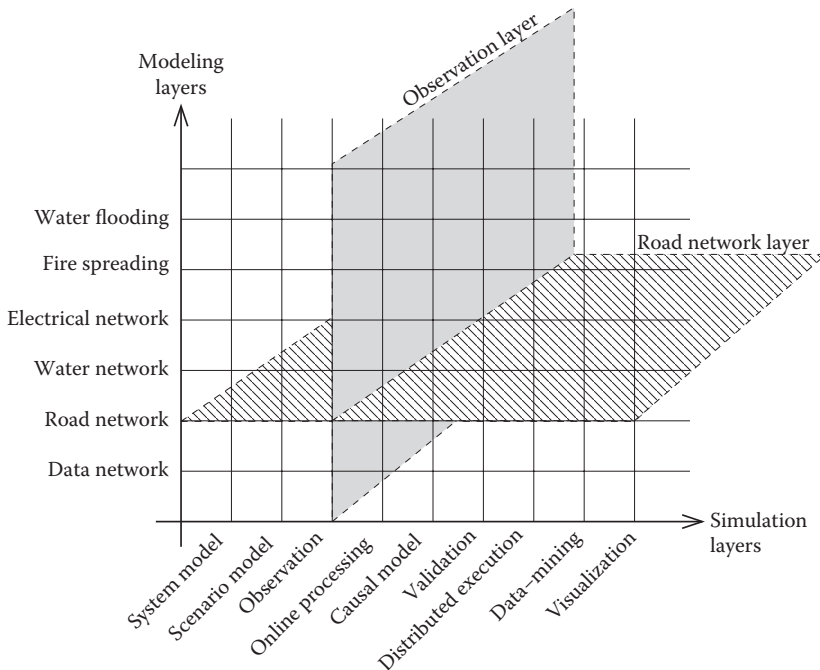 Modeling
layers
Observation layer
Water flooding
Road network layer
Fire spreading
Electrical network
Water network
Road network
Data network
Simulation
layers
System model
Scenario model
Observation
Online processing
Causal model
Validation
Distributed execution
Data–mining
Visualization